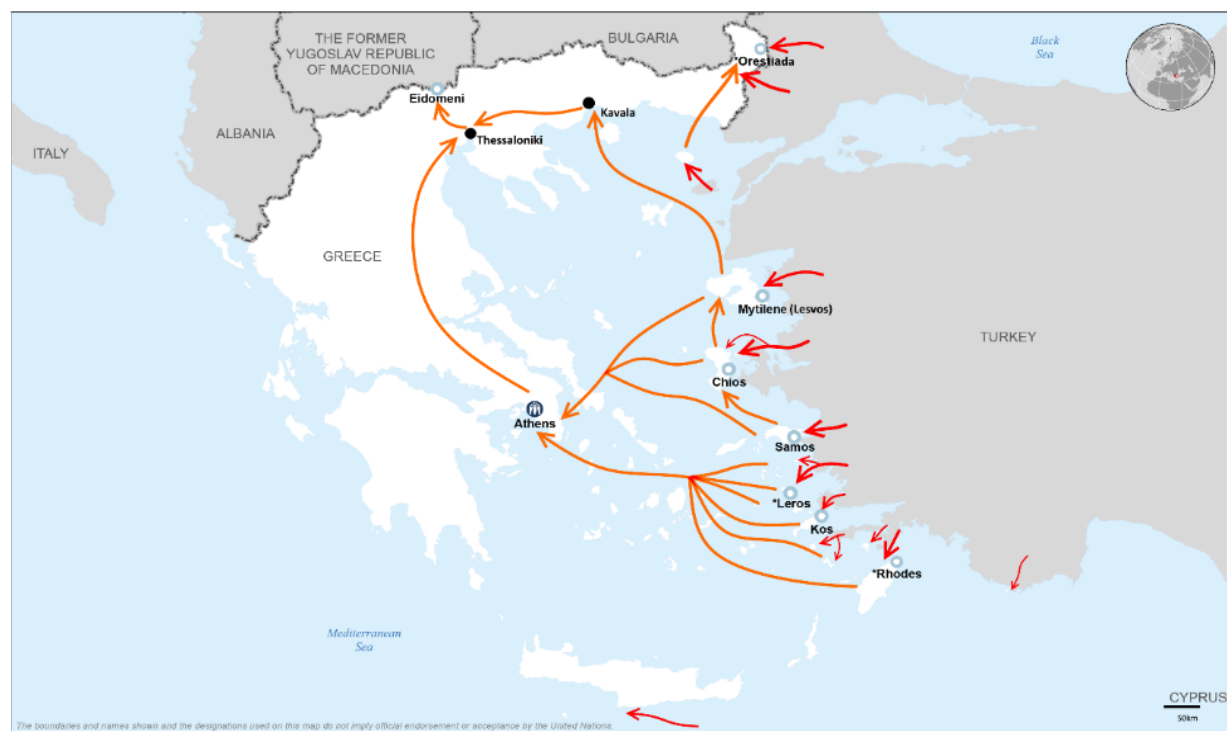 THE FORMER
YUGOSLAV REPUBLIC
OF MACEDONIA
BULGARIA
Black
Sea
*Orestiada
Eidomeni
Kavala
ALBANIA
Thessaloniki
ITALY
GREECE
Mytilene (Lesvos)
TURKEY
Chios
Athens
Samos
*Leros
Kos
*Rhodes
Mediterranean
Sea
CYPRUS
50km
The boundaries and names shown and the designations used on this map do not imply official endorsement or acceptance by the United Nations.